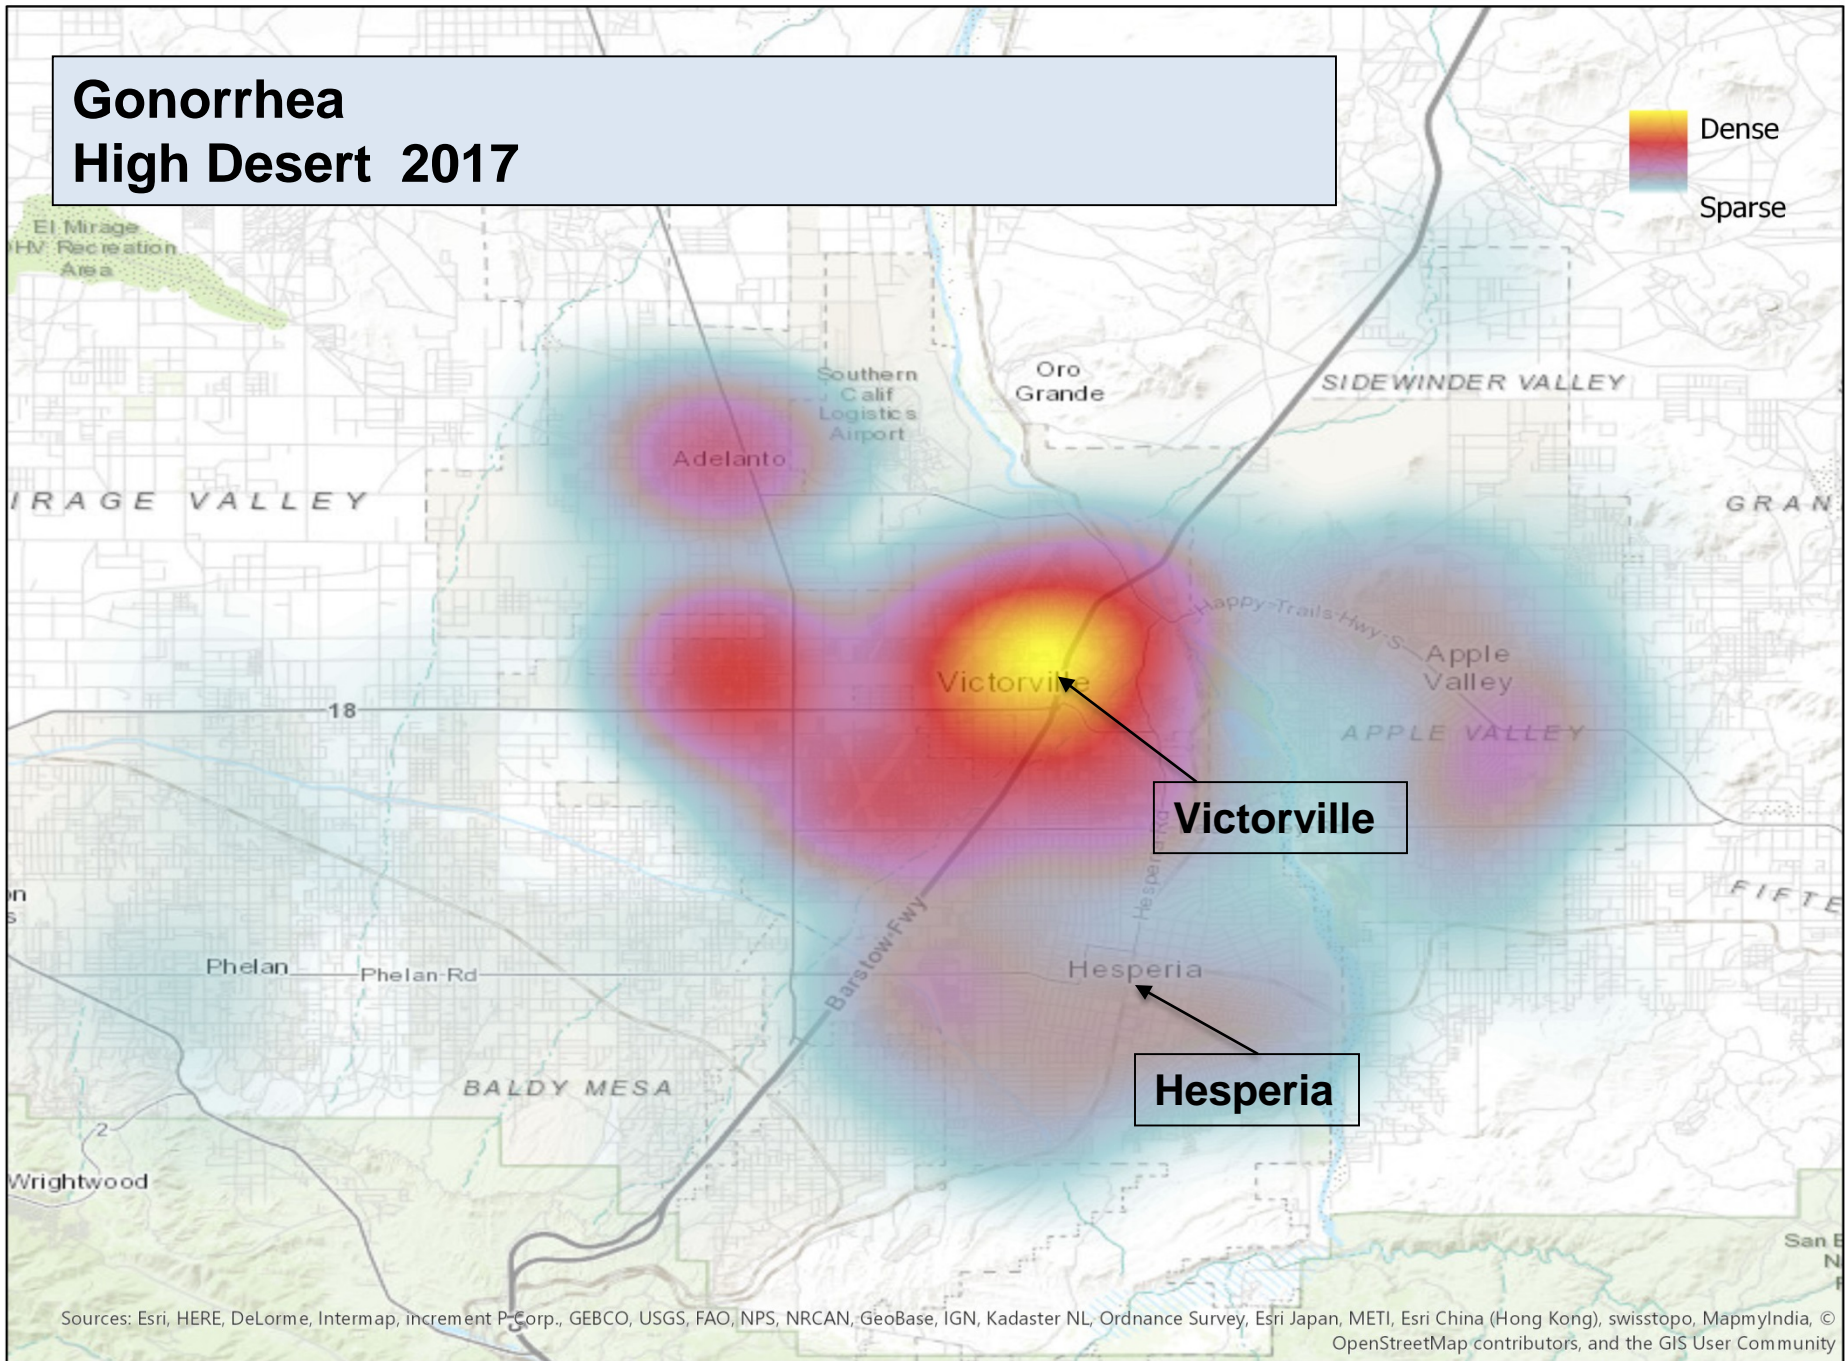 Gonorrhea
High Desert 2017
Dense
Sparse
El Mirage
HV Recreation
Area
Southern
Calif
Logistics
Airport
Oro
Grande
SIDEWINDER VALLEY
Adelanto
IRAGE VALLEY
GRAN
Happy-Trails-Hwy-S
Apple
Valley
Victorville
18
APPLE VALLEY
Victorville
Hesperia Rd
FIFTE
on
s
Barstow-Fwy
Phelan
Phelan-Rd
Hesperia
BALDY MESA
Hesperia
2
Wrightwood
San B
N
Sources: Esri, HERE, DeLorme, Intermap, increment P Corp., GEBCO, USGS, FAO, NPS, NRCAN, GeoBase, IGN, Kadaster NL, Ordnance Survey, Esri Japan, METI, Esri China (Hong Kong), swisstopo, MapmyIndia, ©
OpenStreetMap contributors, and the GIS User Community